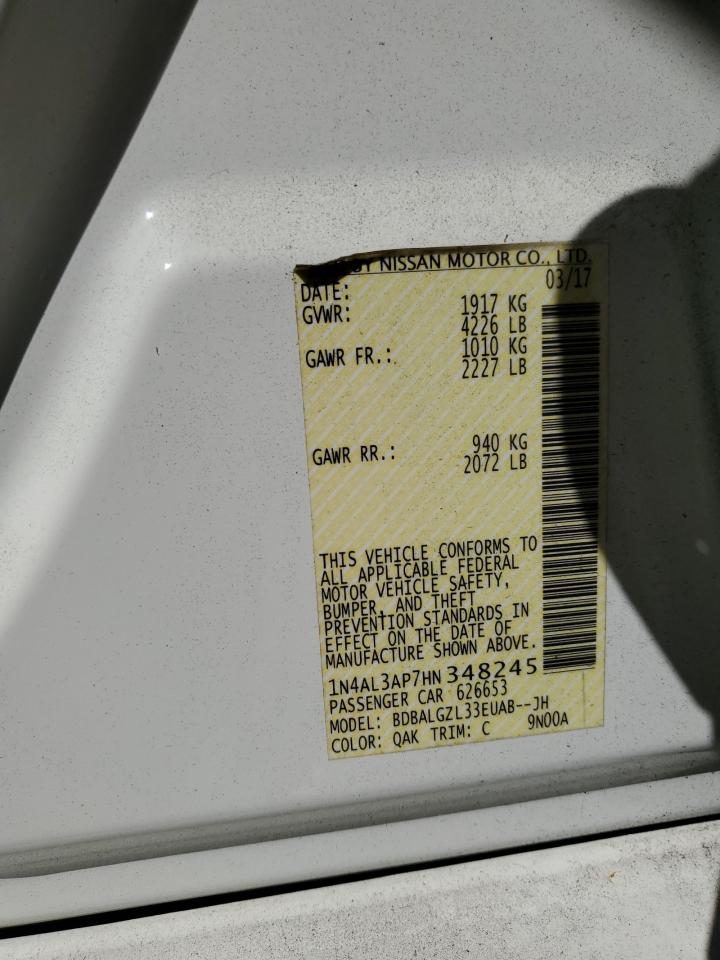 BY NISSAN MOTOR CO., LTD.
DATE: 03/17
GVWR: 1917 KG
4226 LB
GAWR FR.: 1010 KG
2227 LB
GAWR RR.: 940 KG
2072 LB
THIS VEHICLE CONFORMS TO
ALL APPLICABLE FEDERAL
MOTOR VEHICLE SAFETY,
BUMPER, AND THEFT
PREVENTION STANDARDS IN
EFFECT ON THE DATE OF
MANUFACTURE SHOWN ABOVE.
1N4AL3AP7HN 348245
PASSENGER CAR 626653
MODEL: BDBALGZL33EUAB--JH
COLOR: QAK TRIM: C 9N00A